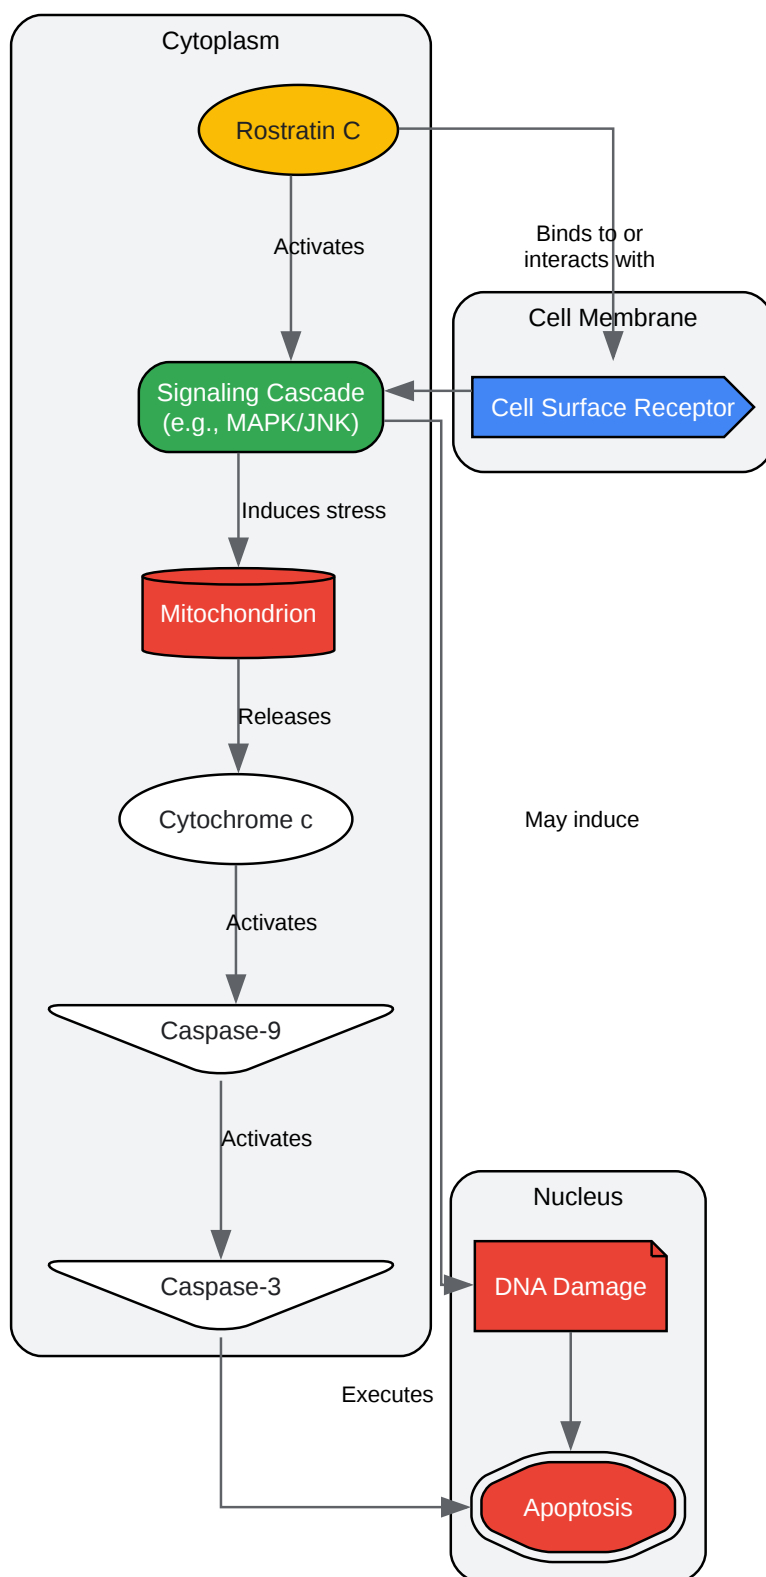 Cytoplasm
Rostratin C
Activates
Binds to or
interacts with
Cell Membrane
Signaling Cascade
(e.g., MAPK/JNK)
Cell Surface Receptor
Induces stress
Mitochondrion
Releases
Cytochrome c
May induce
Activates
Caspase-9
Activates
Nucleus
Caspase-3
DNA Damage
Executes
Apoptosis